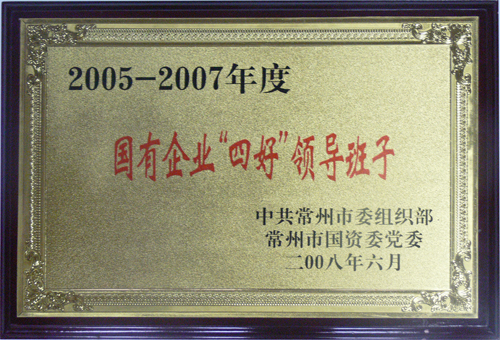 2005-2007年度
国有企业“四好”领导班子
中共常州市委组织部
常州市国资委党委
二00八年六月